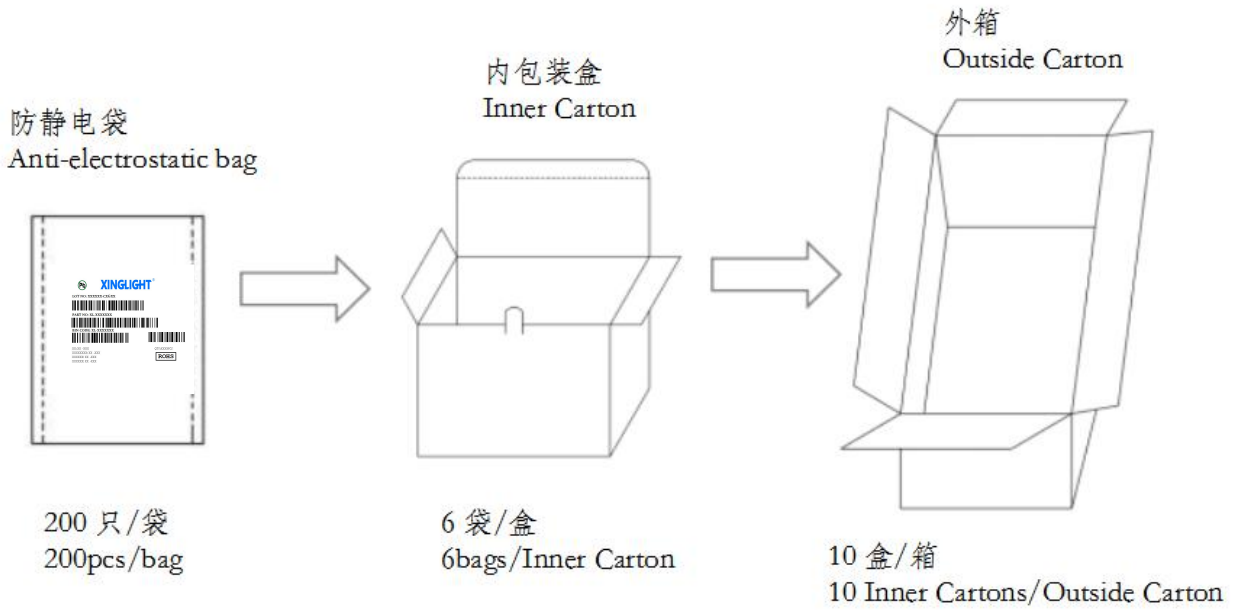 防静电袋
Anti-electrostatic bag
XINGLIGHT
ROHS
200 只/袋
200pcs/bag
内包装盒
Inner Carton
6 袋/盒
6bags/Inner Carton
外箱
Outside Carton
10 盒/箱
10 Inner Cartons/Outside Carton